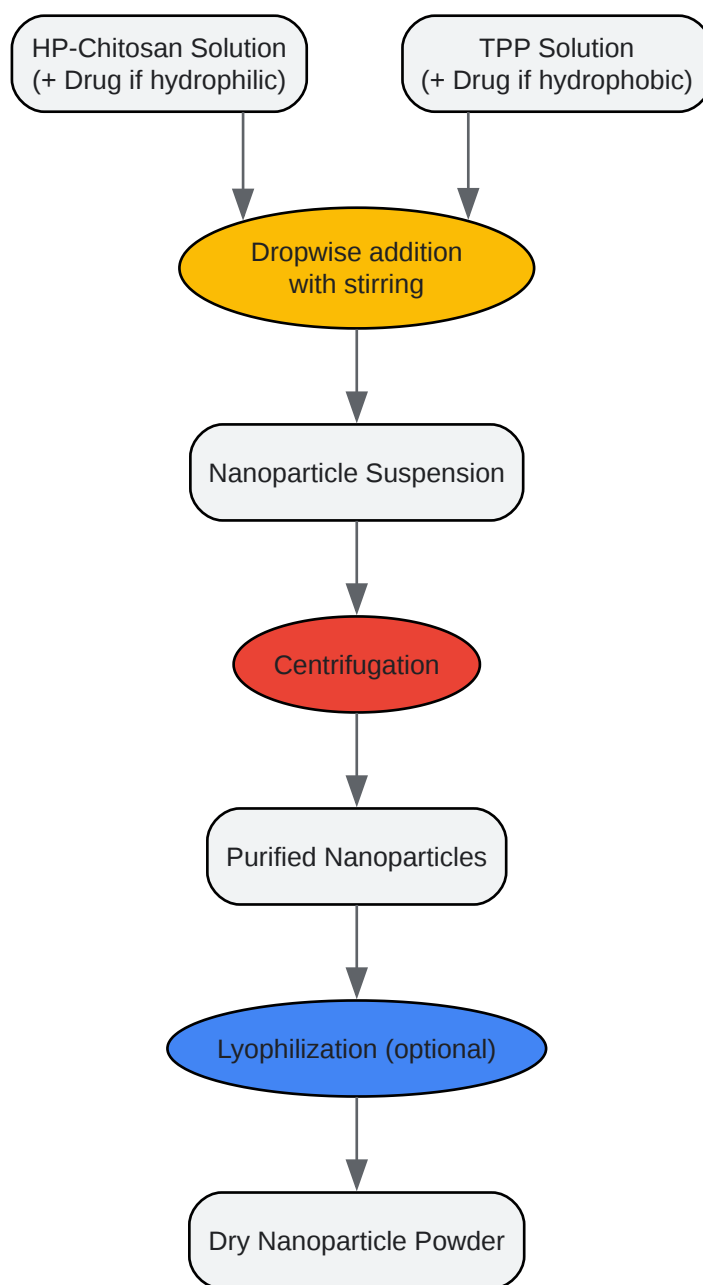 HP-Chitosan Solution
(+ Drug if hydrophilic)
TPP Solution
(+ Drug if hydrophobic)
Dropwise addition
with stirring
Nanoparticle Suspension
Centrifugation
Purified Nanoparticles
Lyophilization (optional)
Dry Nanoparticle Powder